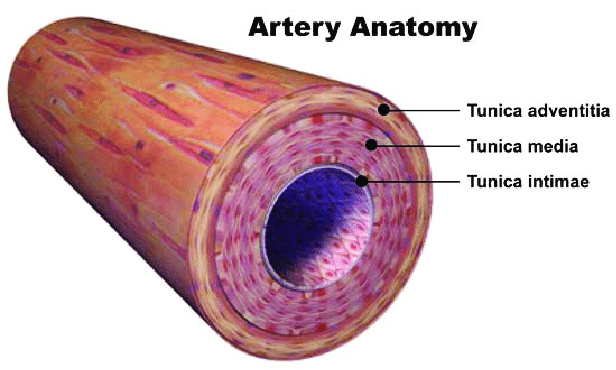 Artery Anatomy
Tunica adventitia
Tunica media
Tunica intimae